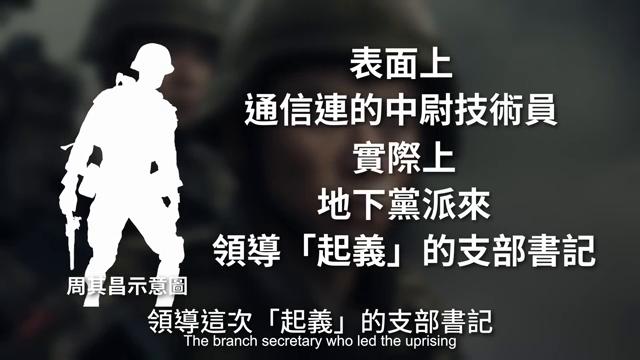 表面上
通信連的中尉技術員
實際上
地下黨派來
領導「起義」的支部書記
周其昌示意圖
領導這次「起義」的支部書記
The branch secretary who led the uprising